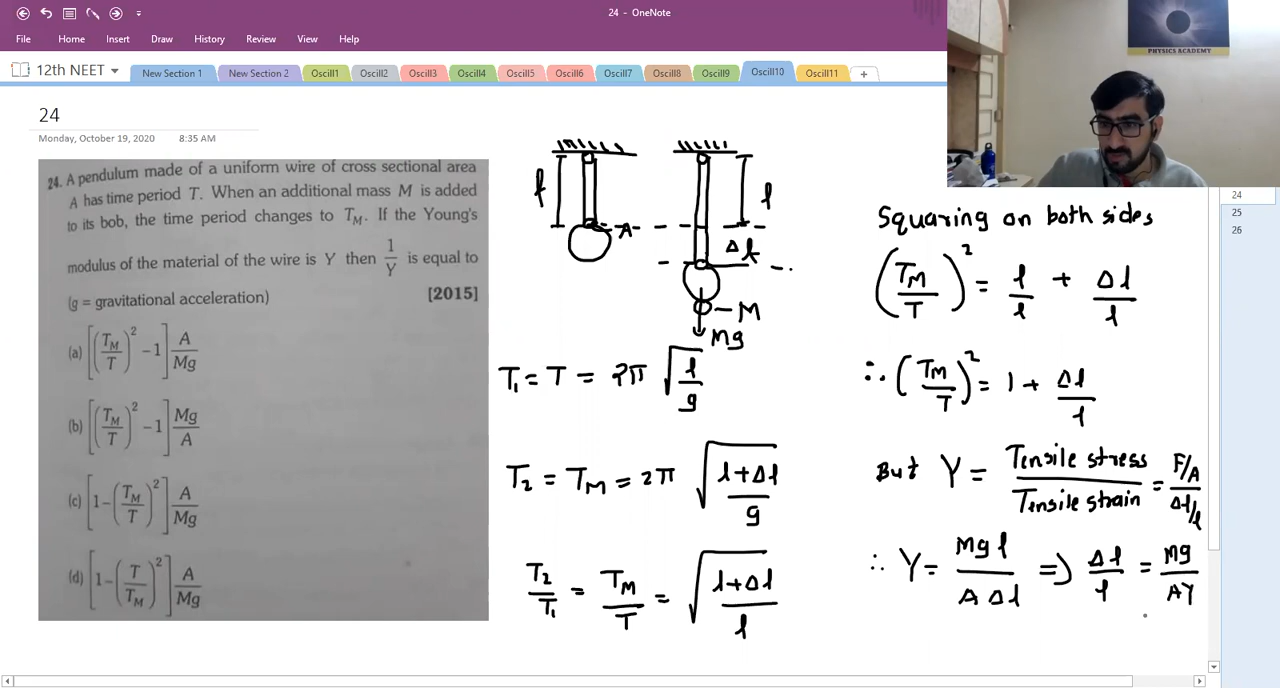 24 - OneNote
File Home Insert Draw History Review View Help
12th NEET New Section 1 New Section 2 Oscill1 Oscill2 Oscill3 Oscill4 Oscill5 Oscill6 Oscill7 Oscill8 Oscill9 Oscill10 Oscill11 +
PHYSICS ACADEMY
24
Monday, October 19, 2020 8:35 AM
24. A pendulum made of a uniform wire of cross sectional area
A has time period T. When an additional mass M is added
to its bob, the time period changes to T_M. If the Young's
modulus of the material of the wire is Y then 1/Y is equal to
(g = gravitational acceleration) [2015]
(a) [(T_M/T)² −1] A/Mg
(b) [(T_M/T)² −1] Mg/A
(c) [1−(T_M/T)²] A/Mg
(d) [1−(T/T_M)²] A/Mg
l A l
Δl
M
Mg
T₁ = T = 2π √(l/g)
T₂ = T_M = 2π √((l+Δl)/g)
T₂/T₁ = T_M/T = √((l+Δl)/l)
Squaring on both sides
(T_M/T)² = l/l + Δl/l
∴ (T_M/T)² = 1 + Δl/l
But Y = Tensile stress/Tensile strain = F/A/Δl/l
∴ Y = Mgl/AΔl ⇒ Δl/l = Mg/AY
24
25
26